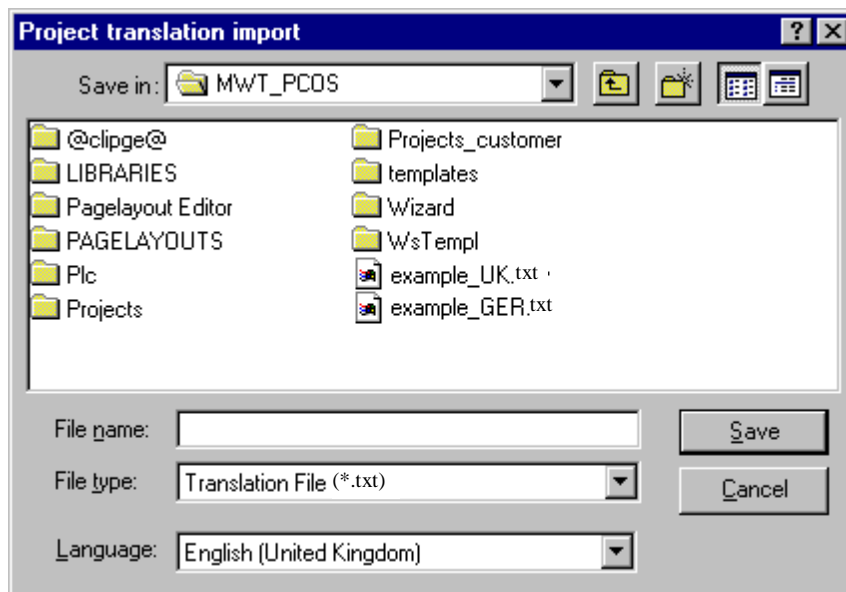 Project translation import
Save in: MWT_PCOS
@clipge@ Projects_customer
LIBRARIES templates
Pagelayout Editor Wizard
PAGELAYOUTS WsTempl
Plc example_UK.txt
Projects example_GER.txt
File name: Save
File type: Translation File (*.txt) Cancel
Language: English (United Kingdom)